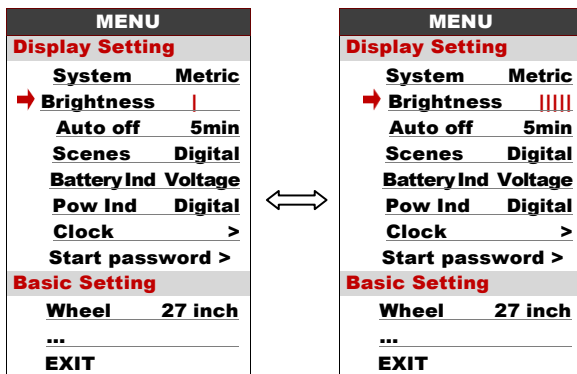 MENU
Display Setting
System Metric
Brightness |
Auto off 5min
Scenes Digital
Battery Ind Voltage
Pow Ind Digital
Clock >
Start password >
Basic Setting
Wheel 27 inch
...
EXIT
MENU
Display Setting
System Metric
Brightness |||||
Auto off 5min
Scenes Digital
Battery Ind Voltage
Pow Ind Digital
Clock >
Start password >
Basic Setting
Wheel 27 inch
...
EXIT